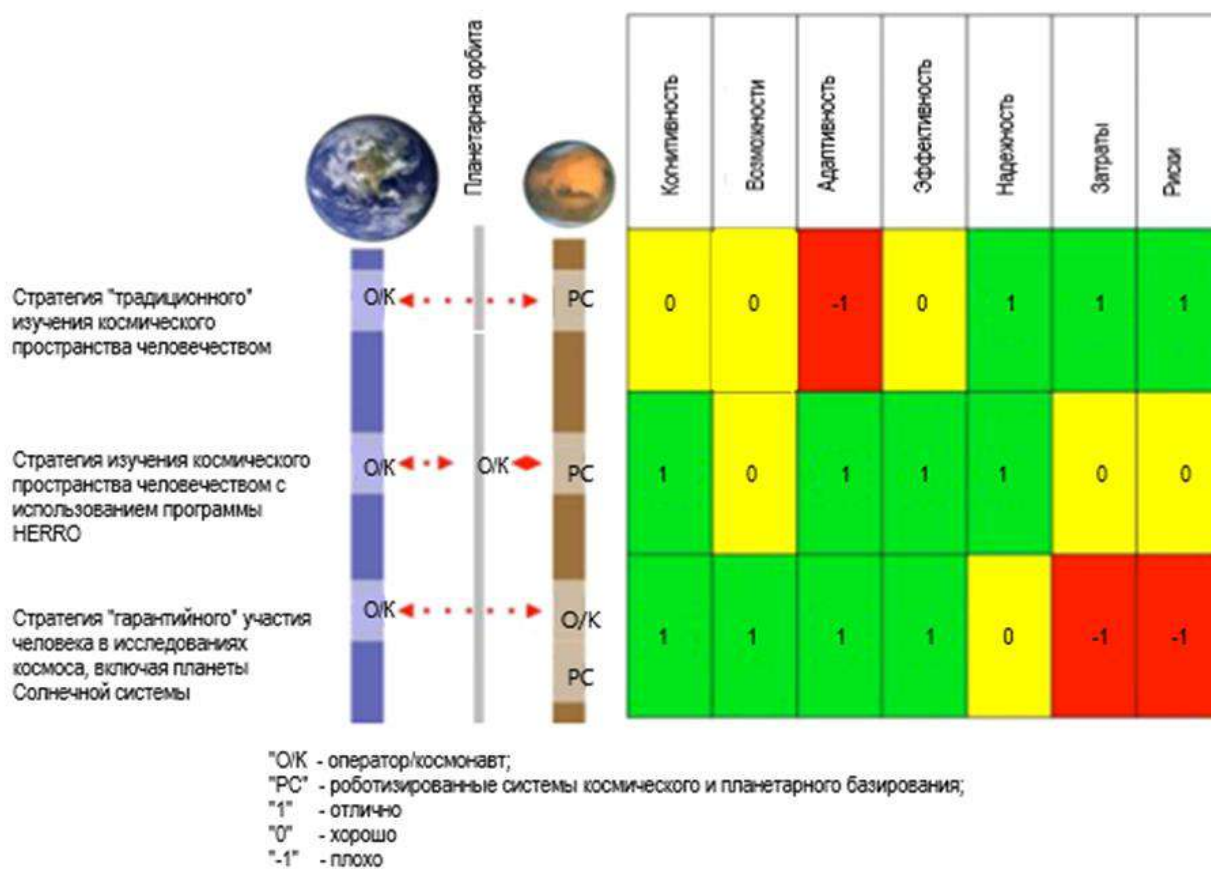 Планетарная орбита
Когнитивность
Возможности
Адаптивность
Эффективность
Надежность
Затраты
Риски
Стратегия "традиционного"
изучения космического
пространства человечеством
О/К
РС
0
0
-1
0
1
1
1
Стратегия изучения космического
пространства человечеством с
использованием программы
HERRO
О/К
О/К
РС
1
0
1
1
1
0
0
Стратегия "гарантийного" участия
человека в исследованиях
космоса, включая планеты
Солнечной системы
О/К
О/К
РС
1
1
1
1
0
-1
-1
"О/К - оператор/космонавт;
"РС" - роботизированные системы космического и планетарного базирования;
"1" - отлично
"0" - хорошо
"-1" - плохо